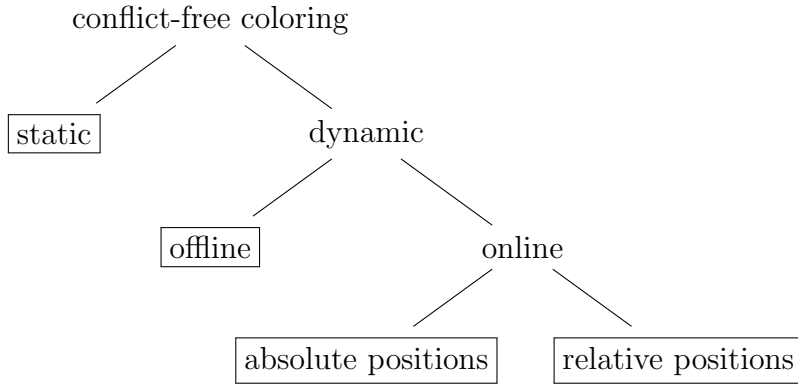 conflict-free coloring
static
dynamic
offline
online
absolute positions
relative positions